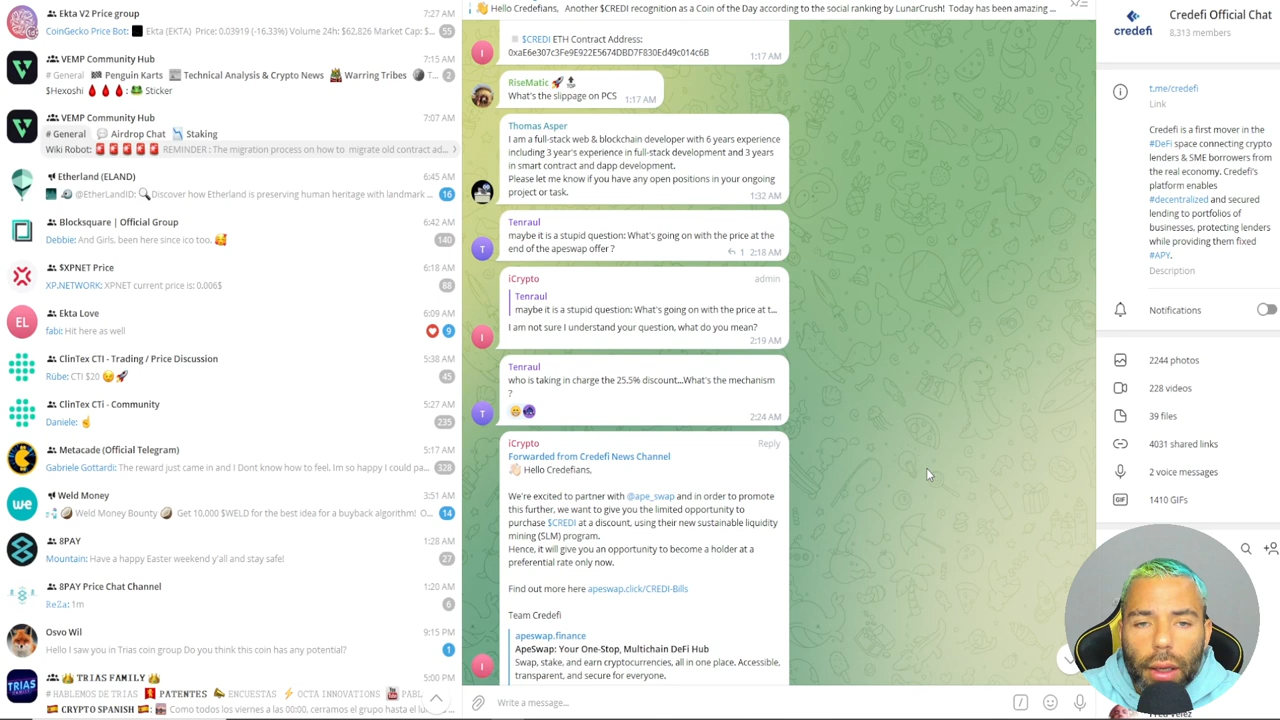 Ekta V2 Price group
7:27 AM
CoinGecko Price Bot: Ekta (EKTA) Price: 0.03919 (-16.33%) Volume 24h: $62,826 Market Cap: $...
55
VEMP Community Hub
7:15 AM
# General Penguin Karts Technical Analysis & Crypto News Warring Tribes T...
2
$Hexoshi 🩸🩸🩸: 🐸 Sticker
VEMP Community Hub
7:07 AM
# General Airdrop Chat Staking
Wiki Robot: 🚨🚨🚨🚨🚨 REMINDER : The migration process on how to migrate old contract ad...
Etherland (ELAND)
6:45 AM
@EtherLandID: 🔍Discover how Etherland is preserving human heritage with landmark ...
16
Blocksquare | Official Group
6:42 AM
Debbie: And Girls, been here since ico too. 🥰
140
$XPNET Price
6:18 AM
XP.NETWORK: XPNET current price is: 0.006$
88
EL
Ekta Love
6:09 AM
fabi: Hit here as well
9
ClinTex CTi - Trading / Price Discussion
5:38 AM
Rübe: CTI $20 😉🚀
45
ClinTex CTi - Community
5:27 AM
Daniele: ☝
235
Metacade (Official Telegram)
5:17 AM
Gabriele Gottardi: The reward just came in and I Dont know how to feel. Im so happy I could pa...
328
we
Weld Money
3:51 AM
Weld Money Bounty Get 10,000 $WELD for the best idea for a buyback algorithm! O...
14
8PAY
1:28 AM
Mountain: Have a happy Easter weekend y'all and stay safe!
27
8PAY Price Chat Channel
1:20 AM
ReZa: 1m
6
Osvo Wil
9:15 PM
Hello I saw you in Trias coin group Do you think this coin has any potential?
1
TRIAS
TRIAS FAMILY
5:00 PM
# HABLEMOS DE TRIAS PATENTES ENCUESTAS OCTA INNOVATIONS
CRYPTO SPANISH : Como todos los viernes a las 00:00. cerramos el grupo hasta el lu...
👋 Hello Credefians, Another $CREDI recognition as a Coin of the Day according to the social ranking by LunarCrush! Today has been amazing ...
$CREDI ETH Contract Address:
0xaE6e307c3Fe9E922E5674DBD7F830Ed49c014c6B
1:17 AM
RiseMatic
What's the slippage on PCS
1:17 AM
Thomas Asper
I am a full-stack web & blockchain developer with 6 years experience
including 3 year's experience in full-stack development and 3 years
in smart contract and dapp development.
Please let me know if you have any open positions in your ongoing
project or task.
1:32 AM
Tenraul
maybe it is a stupid question: What's going on with the price at the
end of the apeswap offer ?
1 2:18 AM
T
iCrypto
admin
Tenraul
maybe it is a stupid question: What's going on with the price at t...
I am not sure I understand your question, what do you mean?
2:19 AM
Tenraul
who is taking in charge the 25.5% discount...What's the mechanism
?
2:24 AM
T
iCrypto
Reply
Forwarded from Credefi News Channel
👋🏻 Hello Credefians,
We're excited to partner with @ape_swap and in order to promote
this further, we want to give you the limited opportunity to
purchase $CREDI at a discount, using their new sustainable liquidity
mining (SLM) program.
Hence, it will give you an opportunity to become a holder at a
preferential rate only now.
Find out more here apeswap.click/CREDI-Bills
Team Credefi
apeswap.finance
ApeSwap: Your One-Stop, Multichain DeFi Hub
Swap, stake, and earn cryptocurrencies, all in one place. Accessible,
transparent, and secure for everyone.
Write a message...
credefi
Credefi Official Chat
8,313 members
t.me/credefi
Link
Credefi is a first mover in the
#DeFi space connecting crypto
lenders & SME borrowers from
the real economy. Credefi's
platform enables
#decentralized and secured
lending to portfolios of
businesses, protecting lenders
while providing them fixed
#APY.
Description
Notifications
2244 photos
228 videos
39 files
4031 shared links
2 voice messages
GIF
1410 GIFs